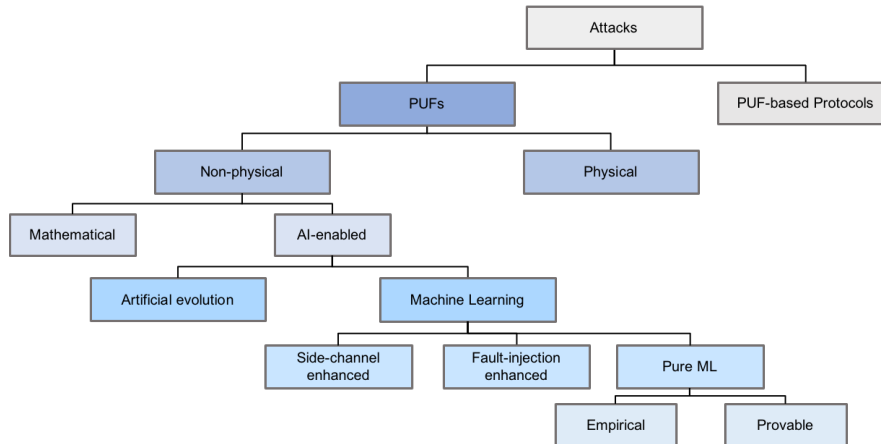 Attacks
PUFs
PUF-based Protocols
Non-physical
Physical
Mathematical
AI-enabled
Artificial evolution
Machine Learning
Side-channel
enhanced
Fault-injection
enhanced
Pure ML
Empirical
Provable